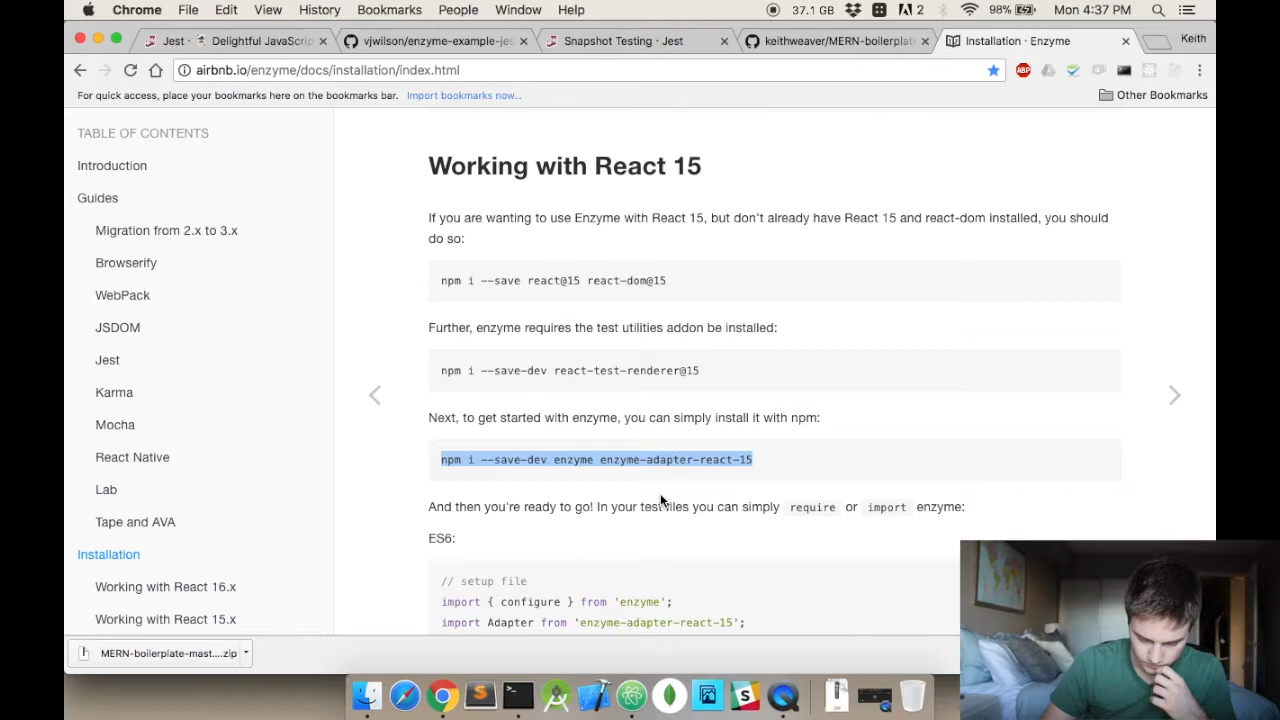 Chrome File Edit View History Bookmarks People Window Help 37.1 GB 2 98% Mon 4:37 PM
Jest · Delightful JavaScrip
vjwilson/enzyme-example-jes
Snapshot Testing · Jest
keithweaver/MERN-boilerplate
Installation · Enzyme
Keith
airbnb.io/enzyme/docs/installation/index.html
ABP
For quick access, place your bookmarks here on the bookmarks bar. Import bookmarks now...
Other Bookmarks
TABLE OF CONTENTS
Introduction
Guides
Migration from 2.x to 3.x
Browserify
WebPack
JSDOM
Jest
Karma
Mocha
React Native
Lab
Tape and AVA
Installation
Working with React 16.x
Working with React 15.x
Working with React 15
If you are wanting to use Enzyme with React 15, but don't already have React 15 and react-dom installed, you should
do so:
npm i --save react@15 react-dom@15
Further, enzyme requires the test utilities addon be installed:
npm i --save-dev react-test-renderer@15
Next, to get started with enzyme, you can simply install it with npm:
npm i --save-dev enzyme enzyme-adapter-react-15
And then you're ready to go! In your test files you can simply require or import enzyme:
ES6:
// setup file
import { configure } from 'enzyme';
import Adapter from 'enzyme-adapter-react-15';
MERN-boilerplate-mast....zip